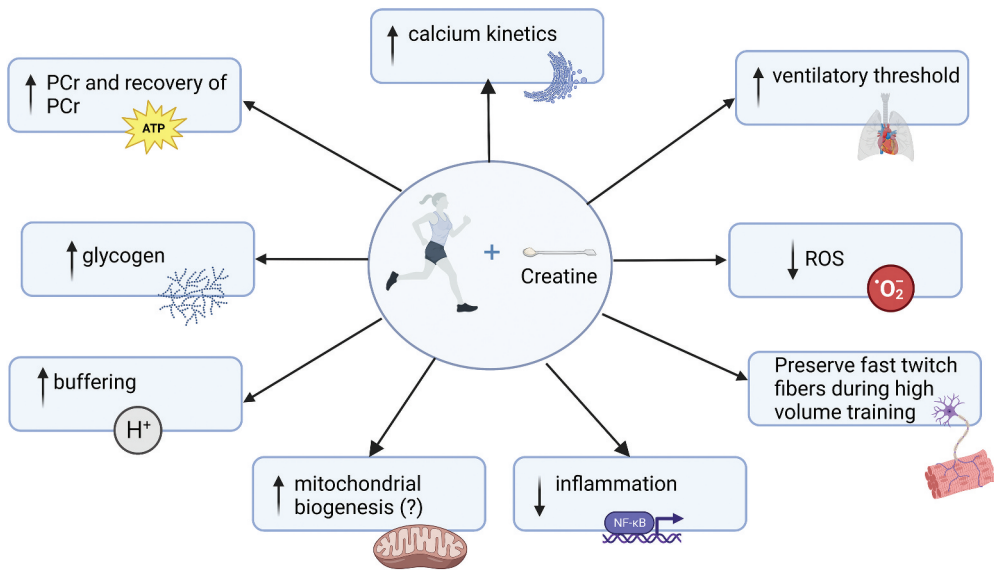 ↑ calcium kinetics
↑ PCr and recovery of
PCr
ATP
↑ ventilatory threshold
↑ glycogen
+
Creatine
↓ ROS
•O₂⁻
↑ buffering
H⁺
Preserve fast twitch
fibers during high
volume training
↑ mitochondrial
biogenesis (?)
↓ inflammation
NF-κB